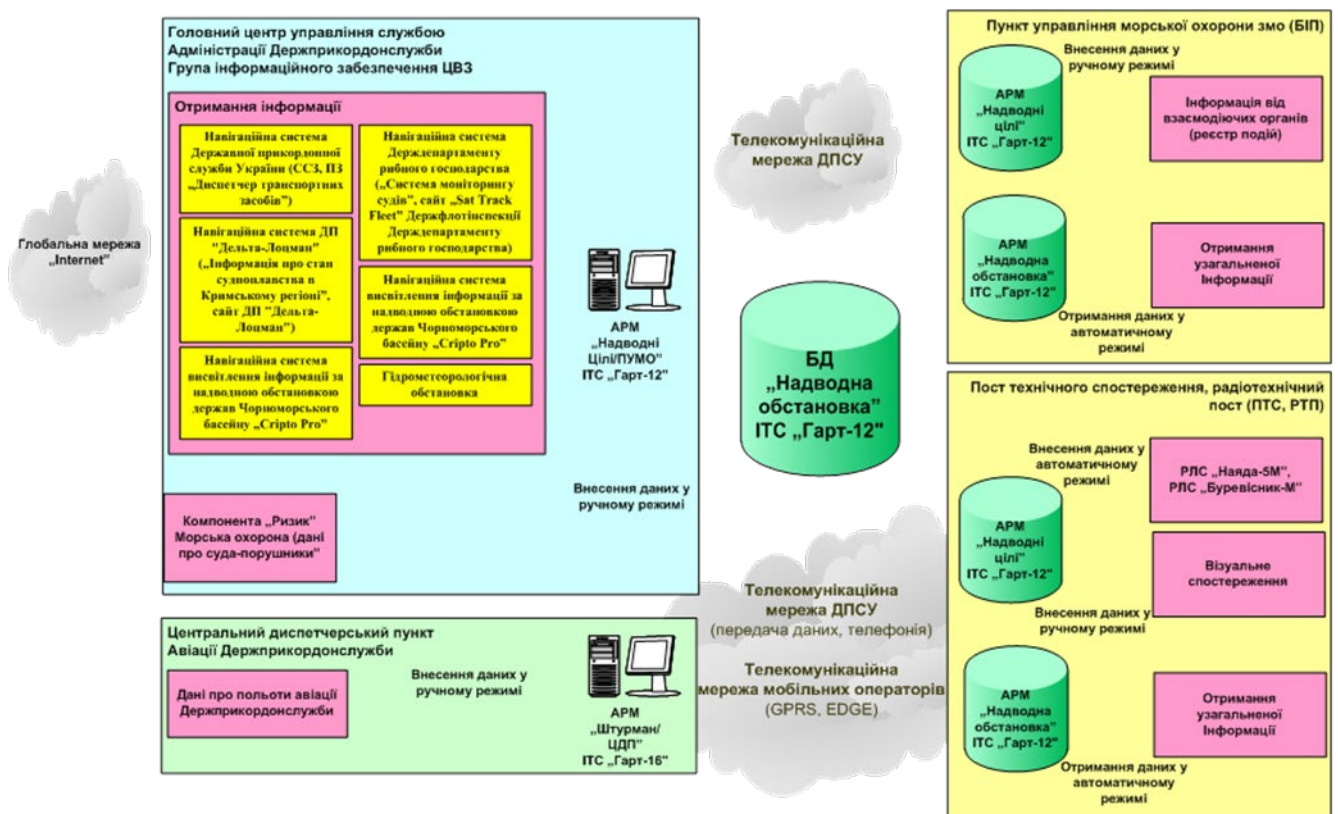 Головний центр управління службою
Адміністрації Держприкордонслужби
Група інформаційного забезпечення ЦВЗ
Отримання інформації
Навігаційна система
Державної прикордонної
служби України (ССЗ, ПЗ
„Диспетчер транспортних
засобів”)
Навігаційна система ДП
"Дельта-Лоцман"
(„Інформація про стан
судноплавства в
Кримському регіоні”,
сайт ДП "Дельта-
Лоцман")
Навігаційна система
висвітлення інформації за
надводною обстановкою
держав Чорноморського
басейну „Cripto Pro”
Навігаційна система
Держдепартаменту
рибного господарства
(„Система моніторингу
судів”, сайт „Sat Track
Fleet” Держфлотінспекції
Держдепартаменту
рибного господарства)
Навігаційна система
висвітлення інформації за
надводною обстановкою
держав Чорноморського
басейну „Cripto Pro”
Гідрометеорологічна
обстановка
АРМ
„Надводні
Цілі/ПУМО”
ІТС „Гарт-12"
Внесення даних у
ручному режимі
Компонента „Ризик”
Морська охорона (дані
про суда-порушники"
Глобальна мережа
„Internet”
Центральний диспетчерський пункт
Авіації Держприкордонслужби
Дані про польоти авіації
Держприкордонслужби
Внесення даних у
ручному режимі
АРМ
„Штурман/
ЦДП”
ІТС „Гарт-16"
Телекомунікаційна
мережа ДПСУ
БД
„Надводна
обстановка”
ІТС „Гарт-12"
Телекомунікаційна
мережа ДПСУ
(передача даних, телефонія)
Телекомунікаційна
мережа мобільних операторів
(GPRS, EDGE)
Пункт управління морської охорони змо (БІП)
Внесення даних у
ручному режимі
АРМ
„Надводні
цілі”
ІТС „Гарт-12"
Інформація від
взаємодіючих органів
(реєстр подій)
АРМ
„Надводна
обстановка”
ІТС „Гарт-12"
Отримання
узагальненої
Інформації
Отримання даних у
автоматичному
режимі
Пост технічного спостереження, радіотехнічний
пост (ПТС, РТП)
Внесення даних у
автоматичному
режимі
РЛС „Наяда-5М”,
РЛС „Буревісник-М”
АРМ
„Надводні
цілі”
ІТС „Гарт-12"
Візуальне
спостереження
Внесення даних у
ручному режимі
АРМ
„Надводна
обстановка”
ІТС „Гарт-12"
Отримання
узагальненої
Інформації
Отримання даних у
автоматичному
режимі